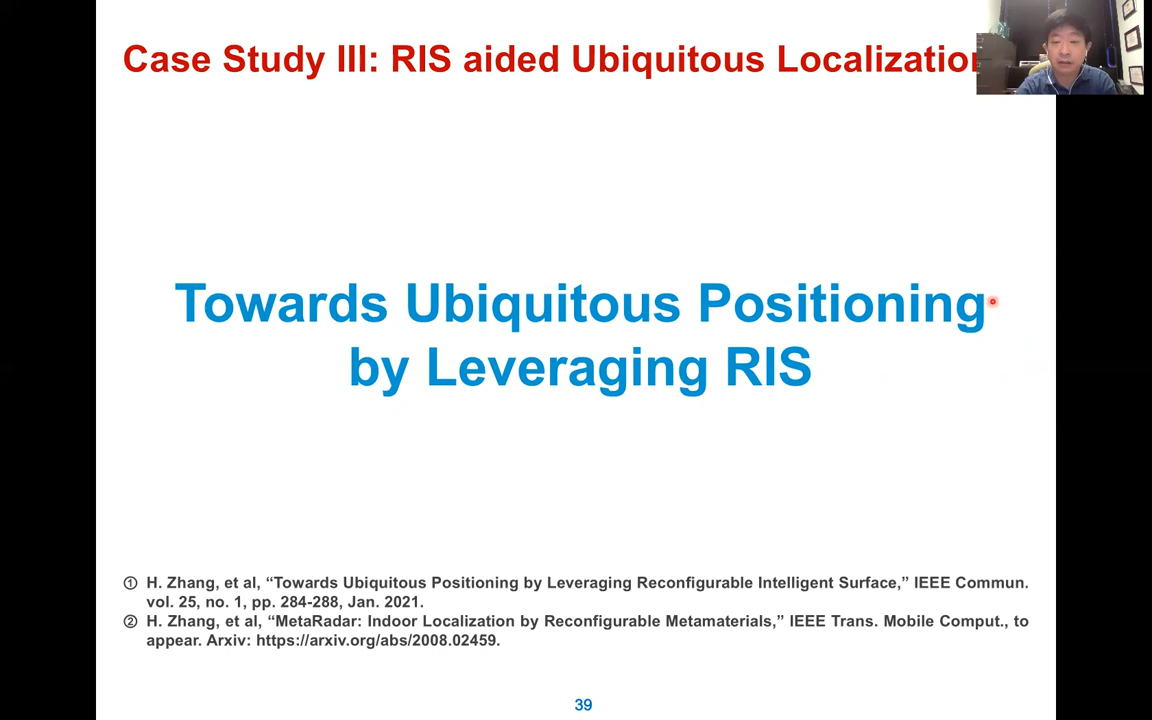 Case Study III: RIS aided Ubiquitous Localization
Towards Ubiquitous Positioning
by Leveraging RIS
① H. Zhang, et al, “Towards Ubiquitous Positioning by Leveraging Reconfigurable Intelligent Surface,” IEEE Commun.
vol. 25, no. 1, pp. 284-288, Jan. 2021.
② H. Zhang, et al, “MetaRadar: Indoor Localization by Reconfigurable Metamaterials,” IEEE Trans. Mobile Comput., to
appear. Arxiv: https://arxiv.org/abs/2008.02459.
39